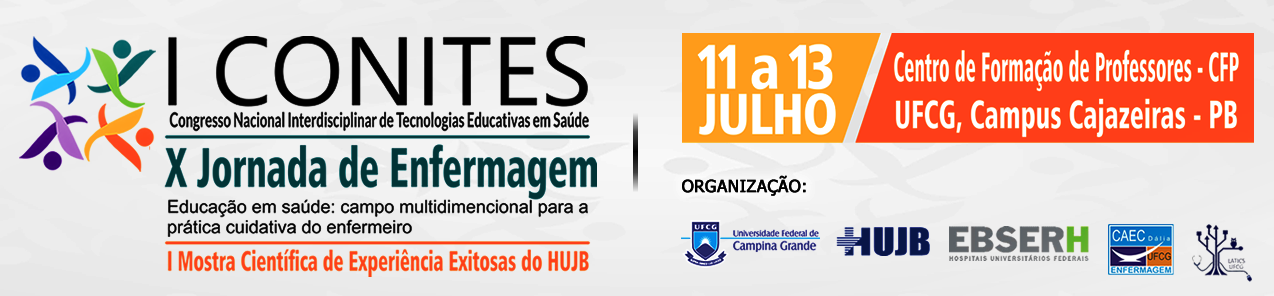 I CONITES
Congresso Nacional Interdisciplinar de Tecnologias Educativas em Saúde
X Jornada de Enfermagem
Educação em saúde: campo multidimencional para a
prática cuidativa do enfermeiro
I Mostra Científica de Experiência Exitosas do HUJB
11 a 13
JULHO
Centro de Formação de Professores - CFP
UFCG, Campus Cajazeiras - PB
ORGANIZAÇÃO:
UFCG
Universidade Federal de
Campina Grande
HUJB
EBSERH
HOSPITAIS UNIVERSITÁRIOS FEDERAIS
CAEC Dália
UFCG
ENFERMAGEM
LATICS
UFCG